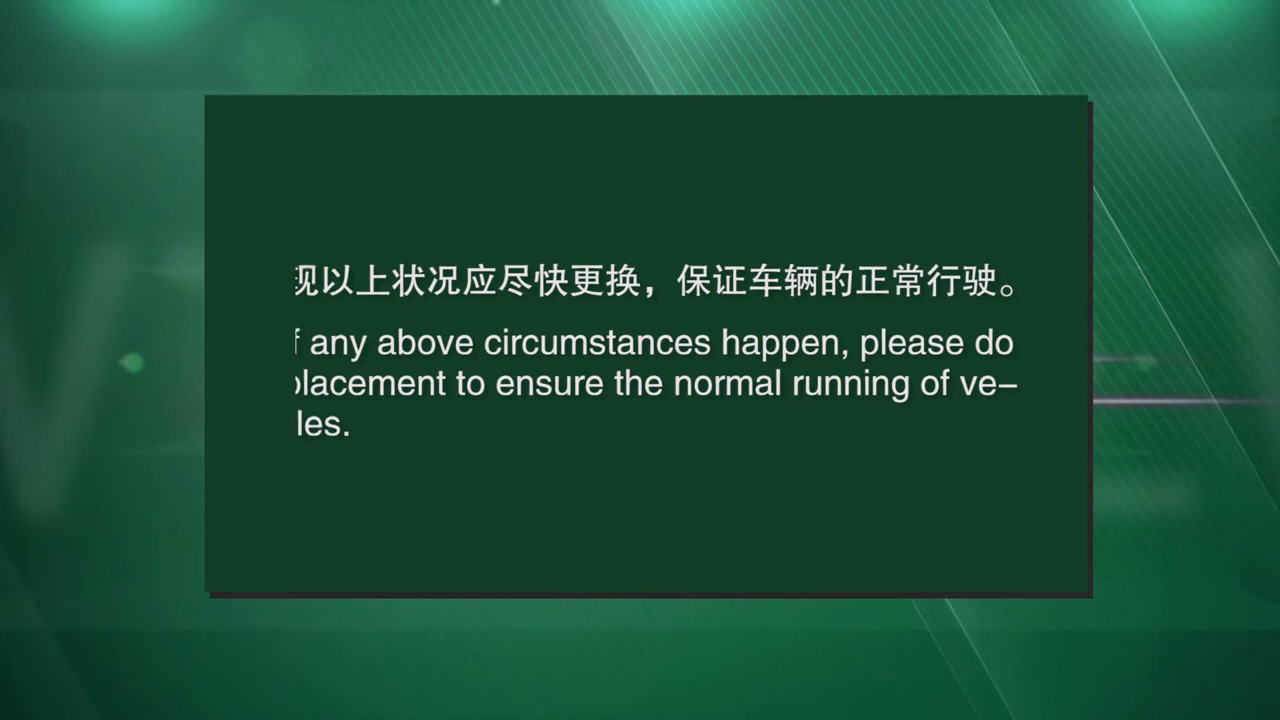 现以上状况应尽快更换，保证车辆的正常行驶。
any above circumstances happen, please do
placement to ensure the normal running of ve–
les.